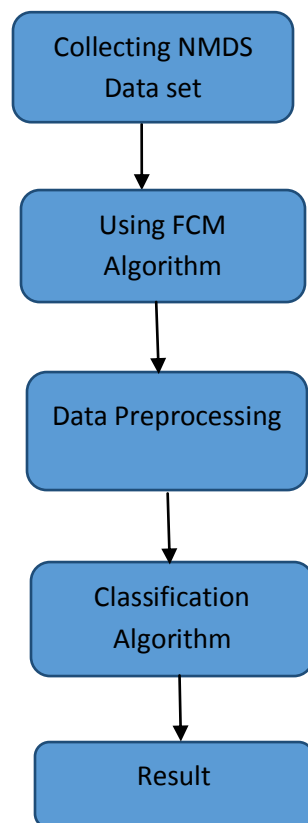 Collecting NMDS
Data set
Using FCM
Algorithm
Data Preprocessing
Classification
Algorithm
Result